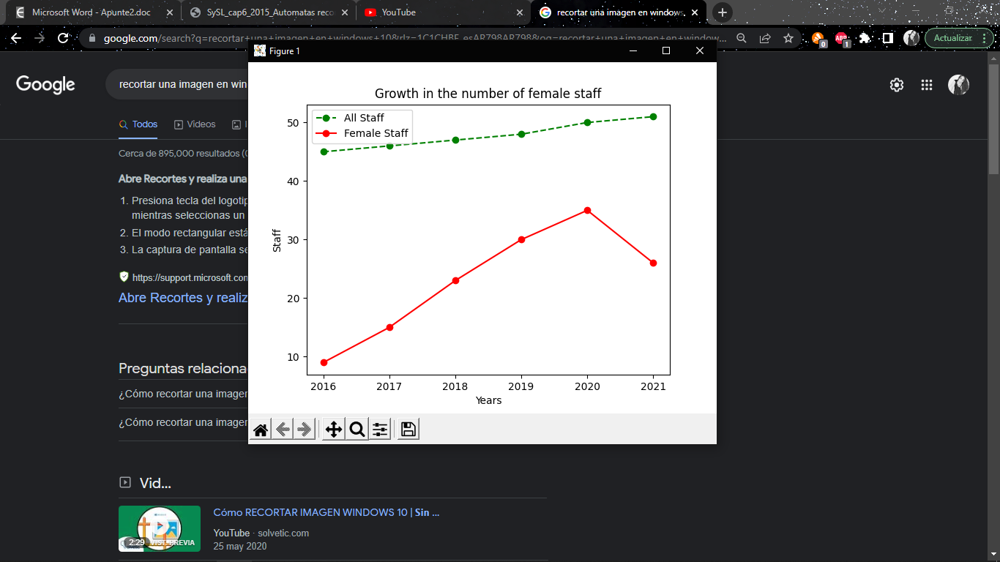 Microsoft Word - Apunte2.doc
SySL_cap6_2015_Automatas reco
YouTube
recortar una imagen en windows
google.com/search?q=recortar+una+imagen+en+windows+10&rlz=1C1CHBF_esAR798AR798&oq=recortar+una+imagen+en+window...
0
ABP
1
Actualizar
Figure 1
Google
recortar una imagen en win
Todos
Videos
Cerca de 895,000 resultados (
Abre Recortes y realiza una
1. Presiona tecla del logotip
mientras seleccionas un
2. El modo rectangular está
3. La captura de pantalla se
https://support.microsoft.com
Abre Recortes y realiz
Preguntas relaciona
¿Cómo recortar una imagen
¿Cómo recortar una imagen
Growth in the number of female staff
All Staff
Female Staff
50
40
30
20
10
Staff
2016 2017 2018 2019 2020 2021
Years
Vid...
Cómo RECORTAR IMAGEN WINDOWS 10 | Sin ...
YouTube · solvetic.com
25 may 2020
2:29
VISTA PREVIA